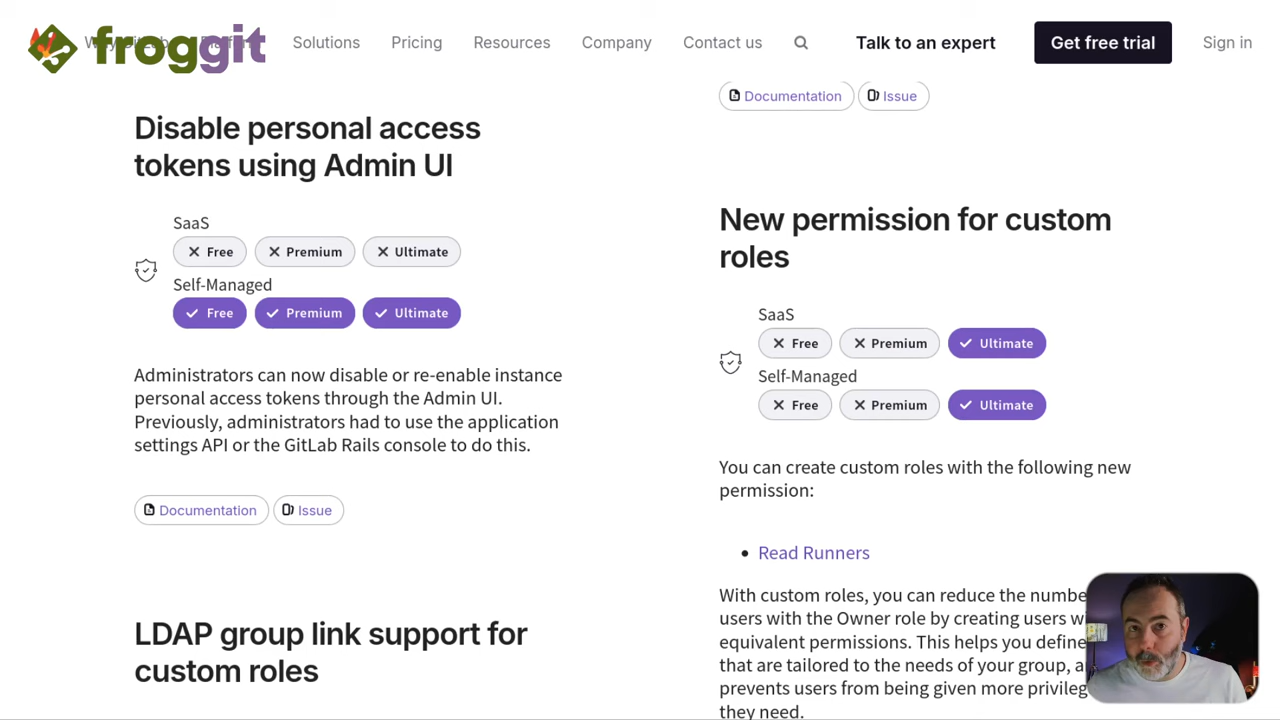 froggit
Solutions
Pricing
Resources
Company
Contact us
Talk to an expert
Get free trial
Sign in
Disable personal access
tokens using Admin UI
SaaS
Free
Premium
Ultimate
Self-Managed
Free
Premium
Ultimate
Administrators can now disable or re-enable instance
personal access tokens through the Admin UI.
Previously, administrators had to use the application
settings API or the GitLab Rails console to do this.
Documentation
Issue
LDAP group link support for
custom roles
Documentation
Issue
New permission for custom
roles
SaaS
Free
Premium
Ultimate
Self-Managed
Free
Premium
Ultimate
You can create custom roles with the following new
permission:
• Read Runners
With custom roles, you can reduce the numbe
users with the Owner role by creating users wi
equivalent permissions. This helps you define
that are tailored to the needs of your group, a
prevents users from being given more privileg
they need.